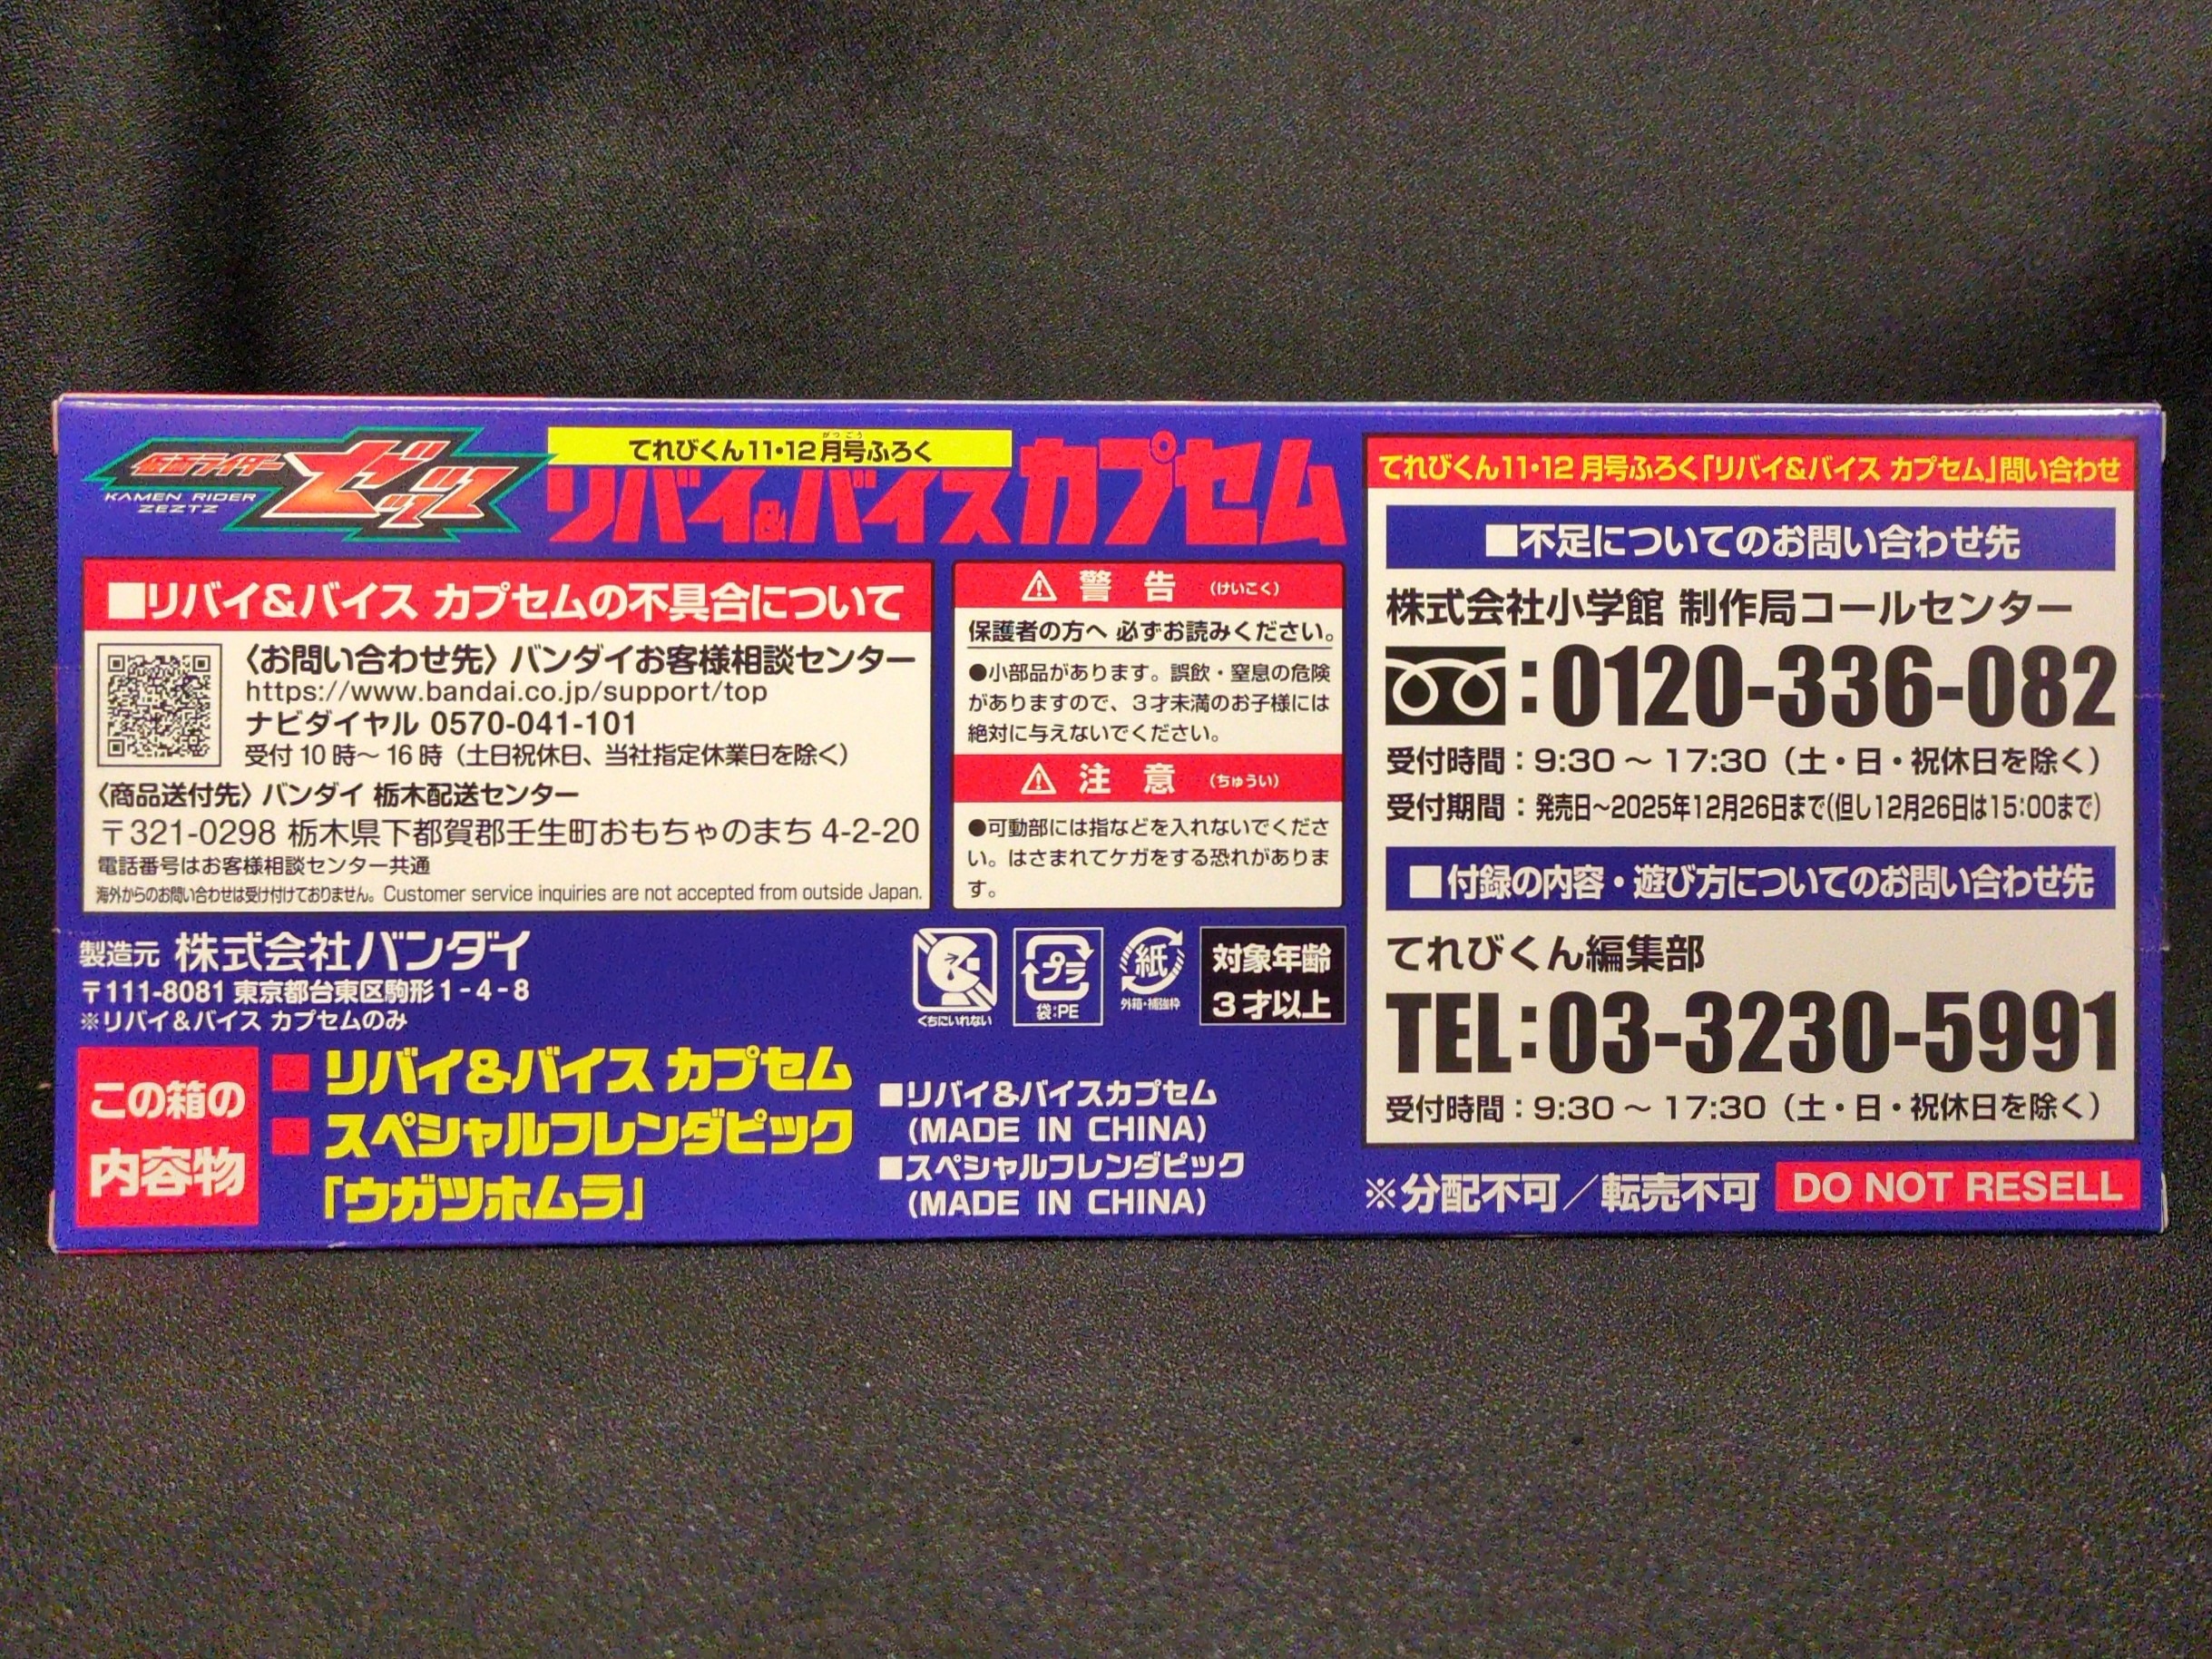 仮面ライダー
ゼッツ
KAMEN RIDER
ZEZTZ
てれびくん11・12月号ふろく
リバイ&バイスカプセム
■リバイ&バイス カプセムの不具合について
〈お問い合わせ先〉バンダイお客様相談センター
https://www.bandai.co.jp/support/top
ナビダイヤル 0570-041-101
受付 10 時～ 16 時（土日祝休日、当社指定休業日を除く）
〈商品送付先〉バンダイ 栃木配送センター
〒321-0298 栃木県下都賀郡壬生町おもちゃのまち 4-2-20
電話番号はお客様相談センター共通
海外からのお問い合わせは受け付けておりません。Customer service inquiries are not accepted from outside Japan.
⚠ 警 告 （けいこく）
保護者の方へ 必ずお読みください。
●小部品があります。誤飲・窒息の危険
がありますので、３才未満のお子様には
絶対に与えないでください。
⚠ 注 意 （ちゅうい）
●可動部には指などを入れないでくださ
い。はさまれてケガをする恐れがありま
す。
製造元 株式会社バンダイ
〒111-8081 東京都台東区駒形 1 - 4 - 8
※リバイ＆バイス カプセムのみ
くちにいれない
プラ
袋:PE
紙
外箱・補強枠
対象年齢
３才以上
この箱の
内容物
■ リバイ&バイス カプセム
■ スペシャルフレンダピック
「ウガツホムラ」
■リバイ&バイスカプセム
(MADE IN CHINA)
■スペシャルフレンダピック
(MADE IN CHINA)
てれびくん11・12 月号ふろく「リバイ&バイス カプセム」問い合わせ
■不足についてのお問い合わせ先
株式会社小学館 制作局コールセンター
:0120-336-082
受付時間：9:30 ～ 17:30（土・日・祝休日を除く）
受付期間：発売日～2025年12月26日まで(但し12月26日は15:00まで)
■付録の内容・遊び方についてのお問い合わせ先
てれびくん編集部
TEL:03-3230-5991
受付時間：9:30 ～ 17:30（土・日・祝休日を除く）
※分配不可／転売不可 DO NOT RESELL